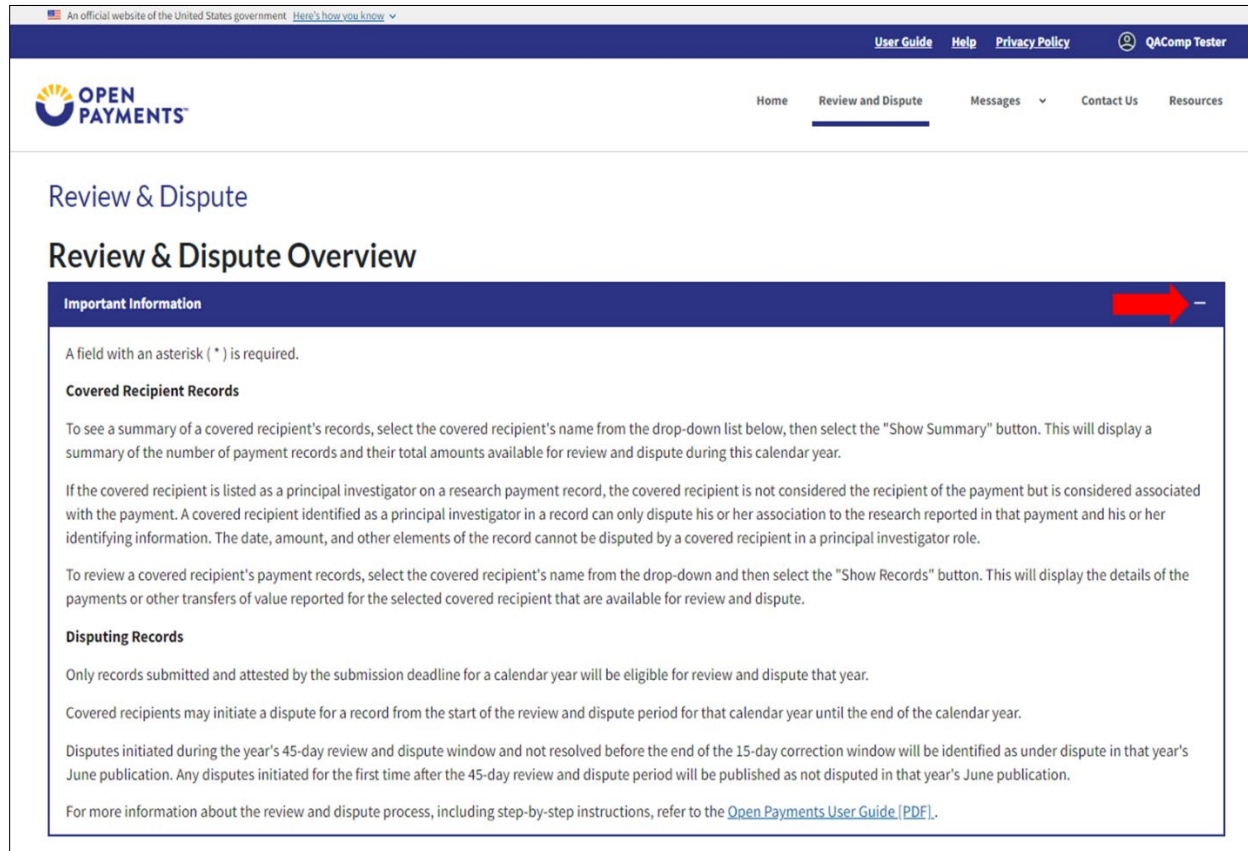 An official website of the United States government Here's how you know
User Guide Help Privacy Policy QAComp Tester
OPEN
PAYMENTS™
Home Review and Dispute Messages Contact Us Resources
Review & Dispute
Review & Dispute Overview
Important Information
A field with an asterisk ( * ) is required.
Covered Recipient Records
To see a summary of a covered recipient's records, select the covered recipient's name from the drop-down list below, then select the "Show Summary" button. This will display a
summary of the number of payment records and their total amounts available for review and dispute during this calendar year.
If the covered recipient is listed as a principal investigator on a research payment record, the covered recipient is not considered the recipient of the payment but is considered associated
with the payment. A covered recipient identified as a principal investigator in a record can only dispute his or her association to the research reported in that payment and his or her
identifying information. The date, amount, and other elements of the record cannot be disputed by a covered recipient in a principal investigator role.
To review a covered recipient's payment records, select the covered recipient's name from the drop-down and then select the "Show Records" button. This will display the details of the
payments or other transfers of value reported for the selected covered recipient that are available for review and dispute.
Disputing Records
Only records submitted and attested by the submission deadline for a calendar year will be eligible for review and dispute that year.
Covered recipients may initiate a dispute for a record from the start of the review and dispute period for that calendar year until the end of the calendar year.
Disputes initiated during the year's 45-day review and dispute window and not resolved before the end of the 15-day correction window will be identified as under dispute in that year's
June publication. Any disputes initiated for the first time after the 45-day review and dispute period will be published as not disputed in that year's June publication.
For more information about the review and dispute process, including step-by-step instructions, refer to the Open Payments User Guide [PDF] .